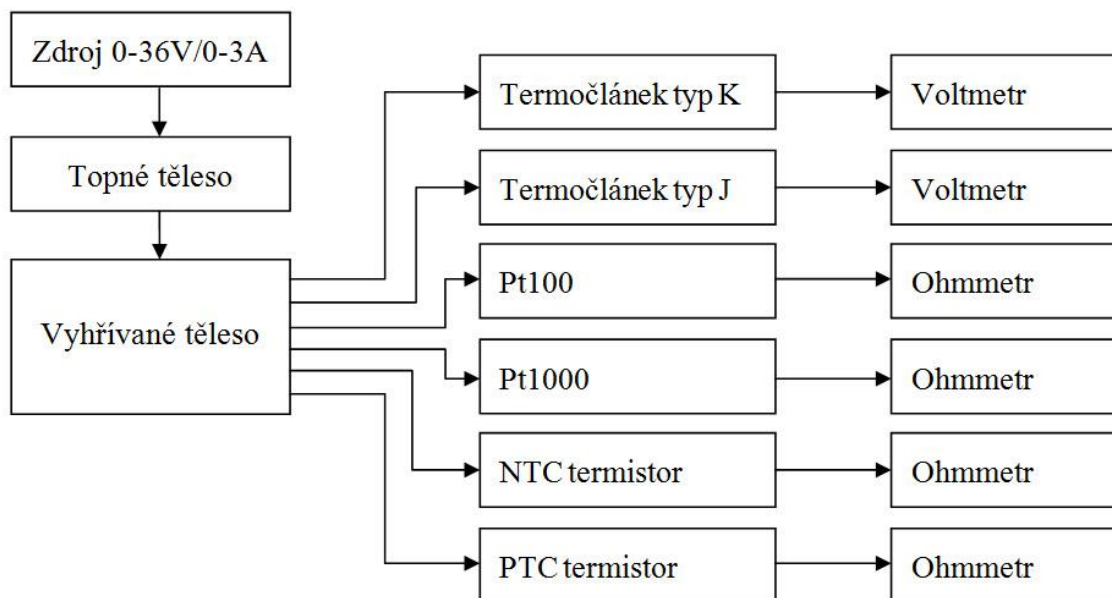 Zdroj 0-36V/0-3A
Topné těleso
Vyhřívané těleso
Termočlánek typ K
Voltmetr
Termočlánek typ J
Voltmetr
Pt100
Ohmmetr
Pt1000
Ohmmetr
NTC termistor
Ohmmetr
PTC termistor
Ohmmetr